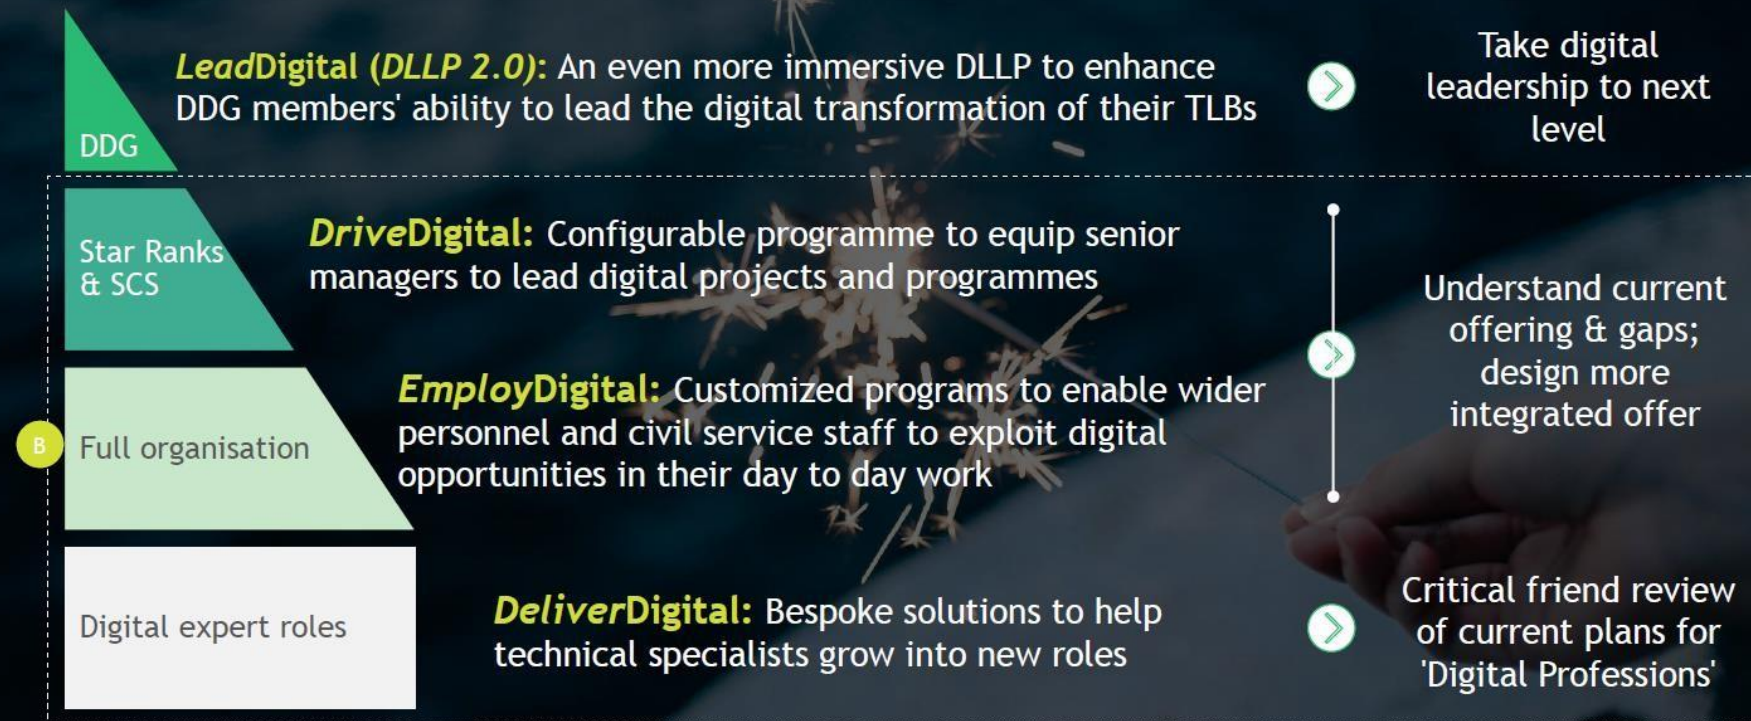 LeadDigital (DLLP 2.0): An even more immersive DLLP to enhance
DDG members' ability to lead the digital transformation of their TLBs
DDG
Take digital
leadership to next
level
Star Ranks
& SCS
DriveDigital: Configurable programme to equip senior
managers to lead digital projects and programmes
Understand current
offering & gaps;
design more
integrated offer
B
Full organisation
EmployDigital: Customized programs to enable wider
personnel and civil service staff to exploit digital
opportunities in their day to day work
Digital expert roles
DeliverDigital: Bespoke solutions to help
technical specialists grow into new roles
Critical friend review
of current plans for
'Digital Professions'